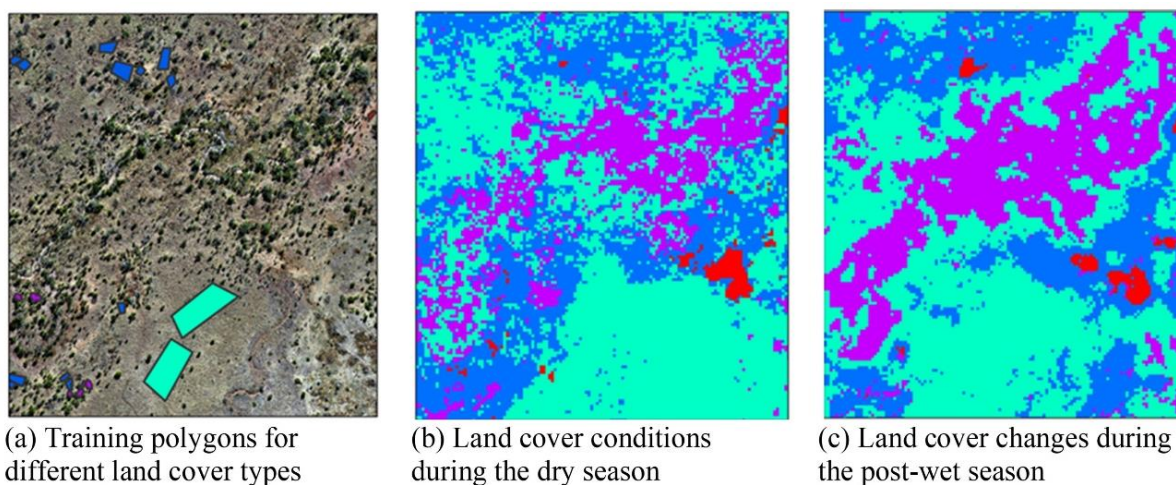 (a) Training polygons for
different land cover types
(b) Land cover conditions
during the dry season
(c) Land cover changes during
the post-wet season